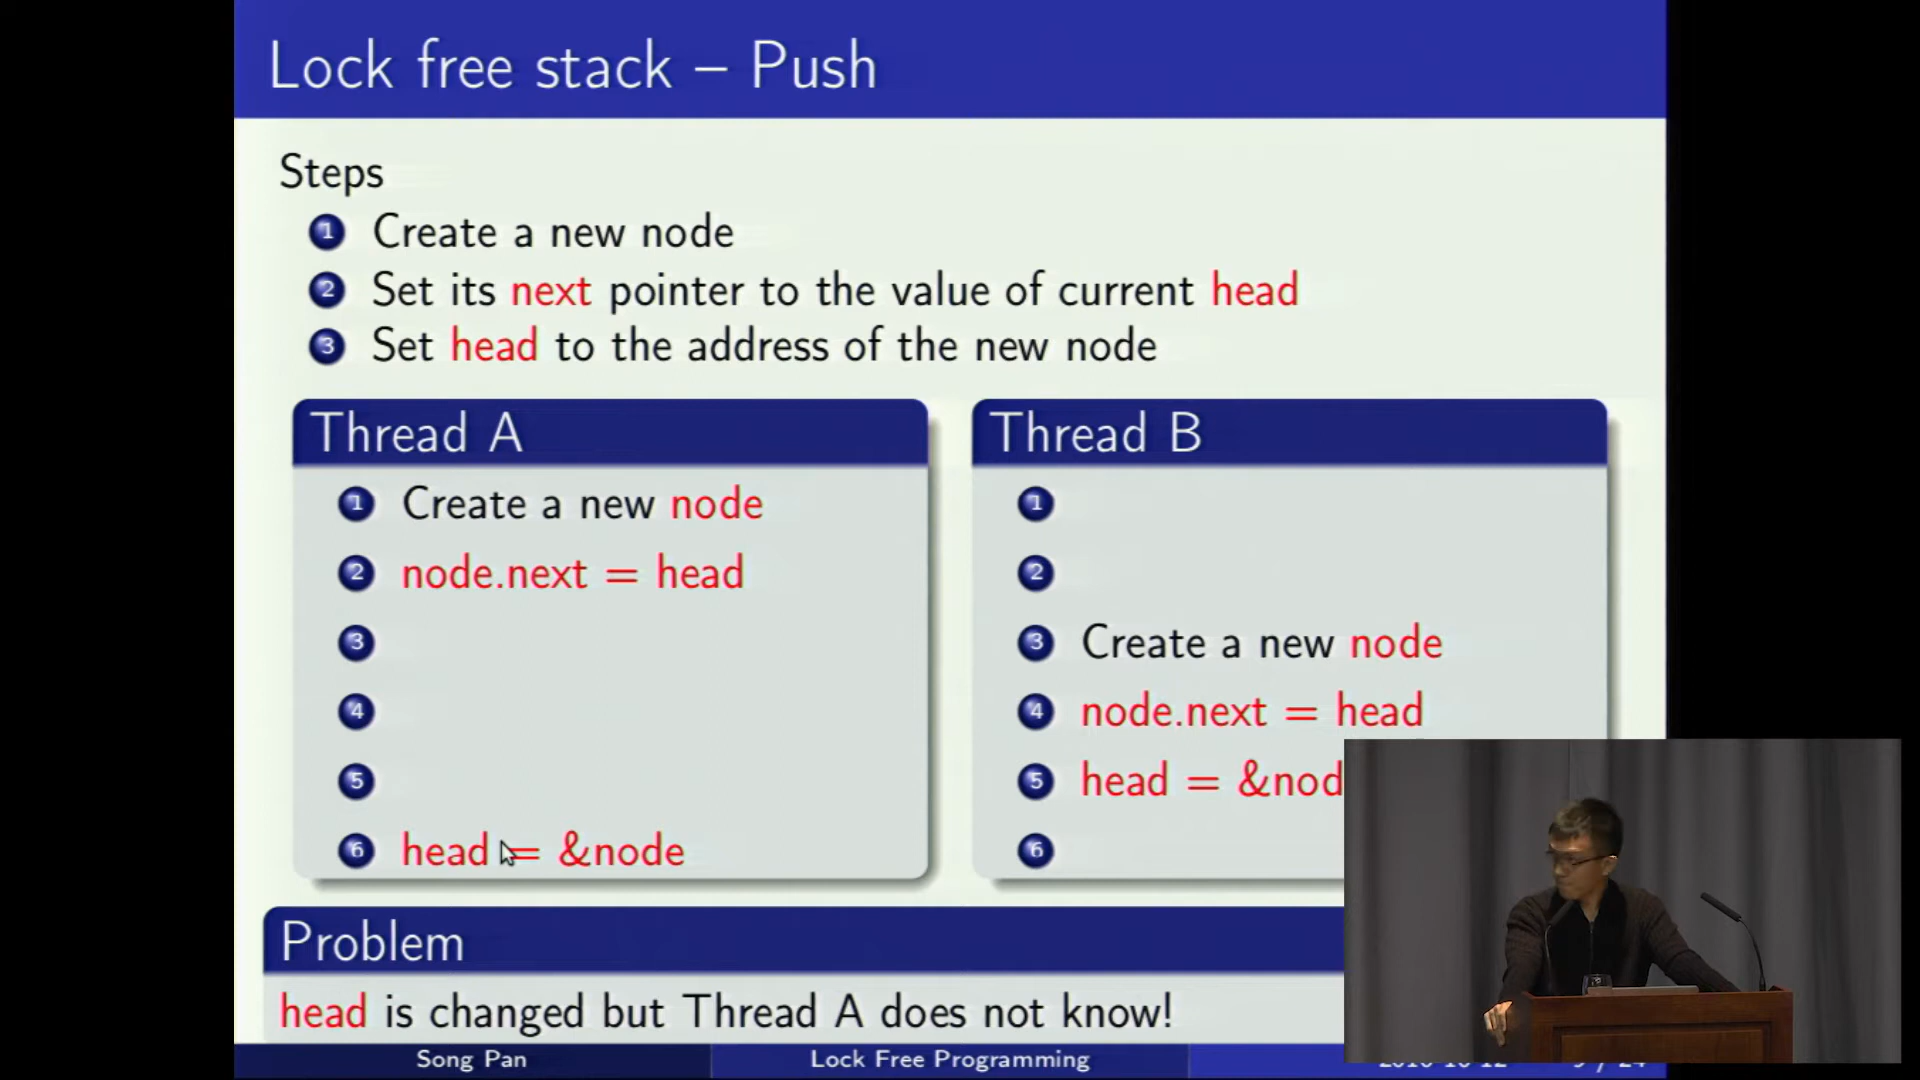 Lock free stack – Push
Steps
1 Create a new node
2 Set its next pointer to the value of current head
3 Set head to the address of the new node
Thread A
1 Create a new node
2 node.next = head
3
4
5
6 head = &node
Thread B
1
2
3 Create a new node
4 node.next = head
5 head = &nod
6
Problem
head is changed but Thread A does not know!
Song Pan
Lock Free Programming